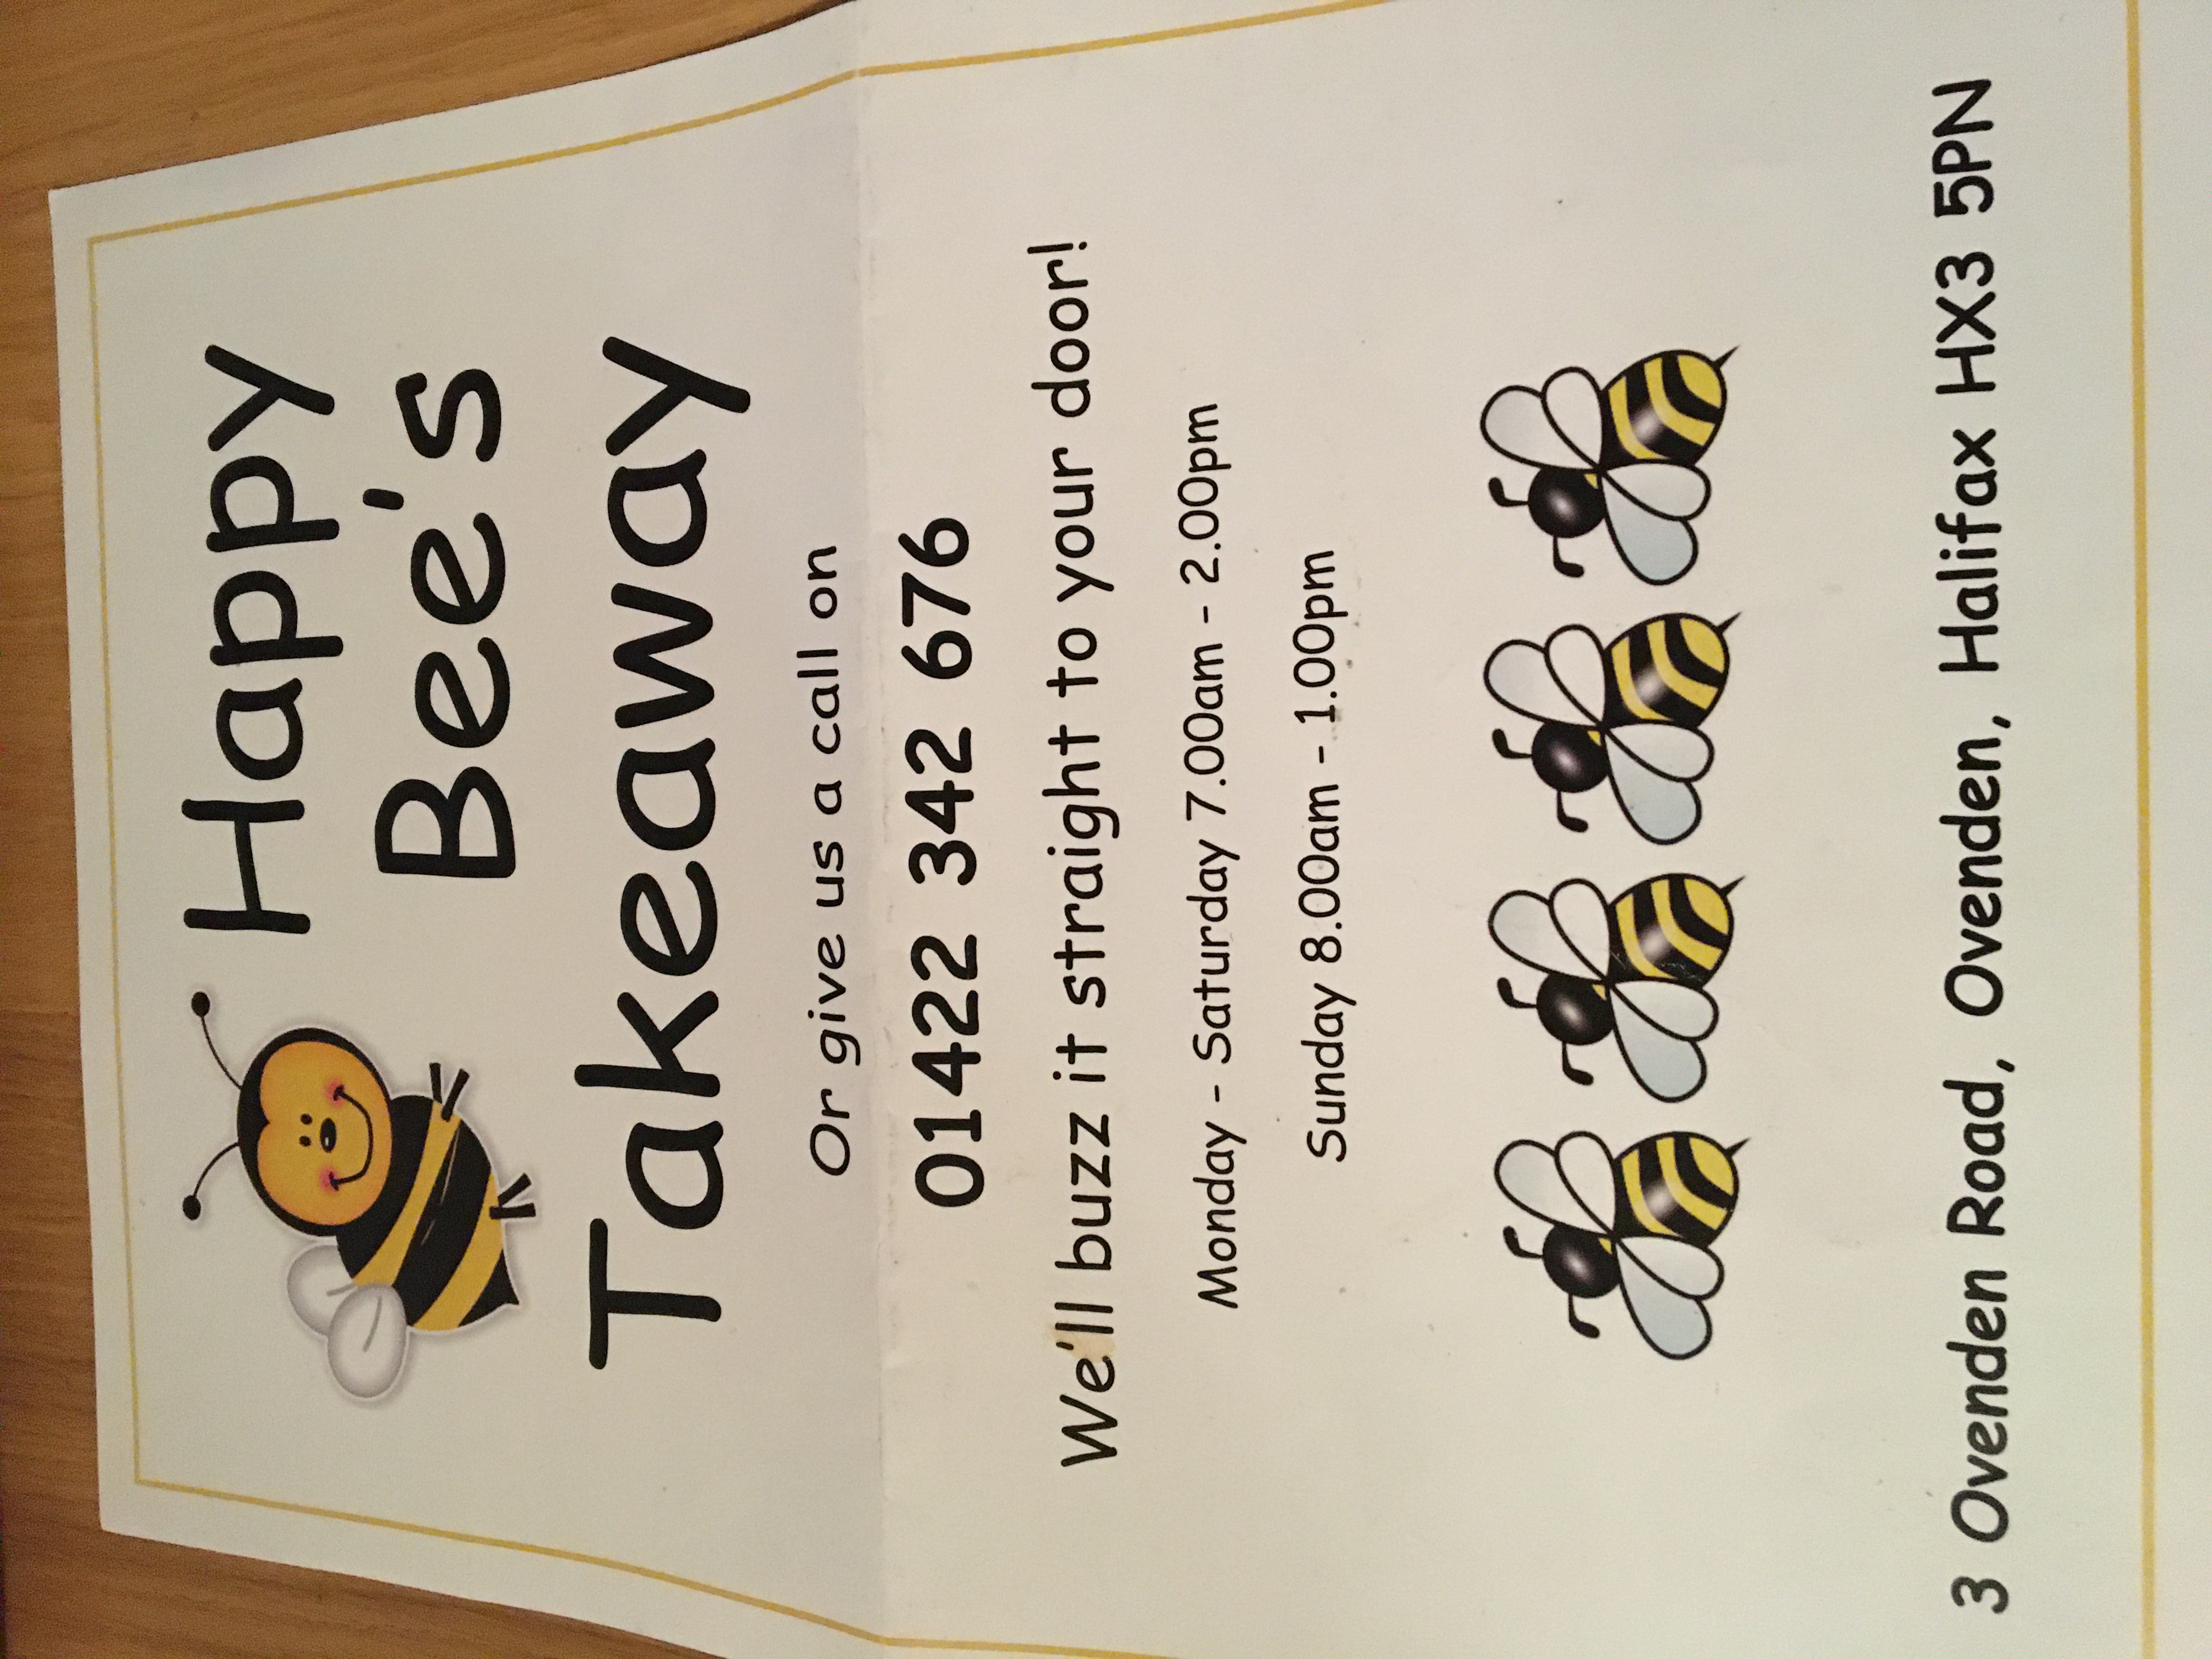 Happy
Bee's
Takeaway
Or give us a call on
01422 342 676
We'll buzz it straight to your door!
Monday - Saturday 7.00am - 2.00pm
Sunday 8.00am - 1.00pm
3 Ovenden Road, Ovenden, Halifax HX3 5PN